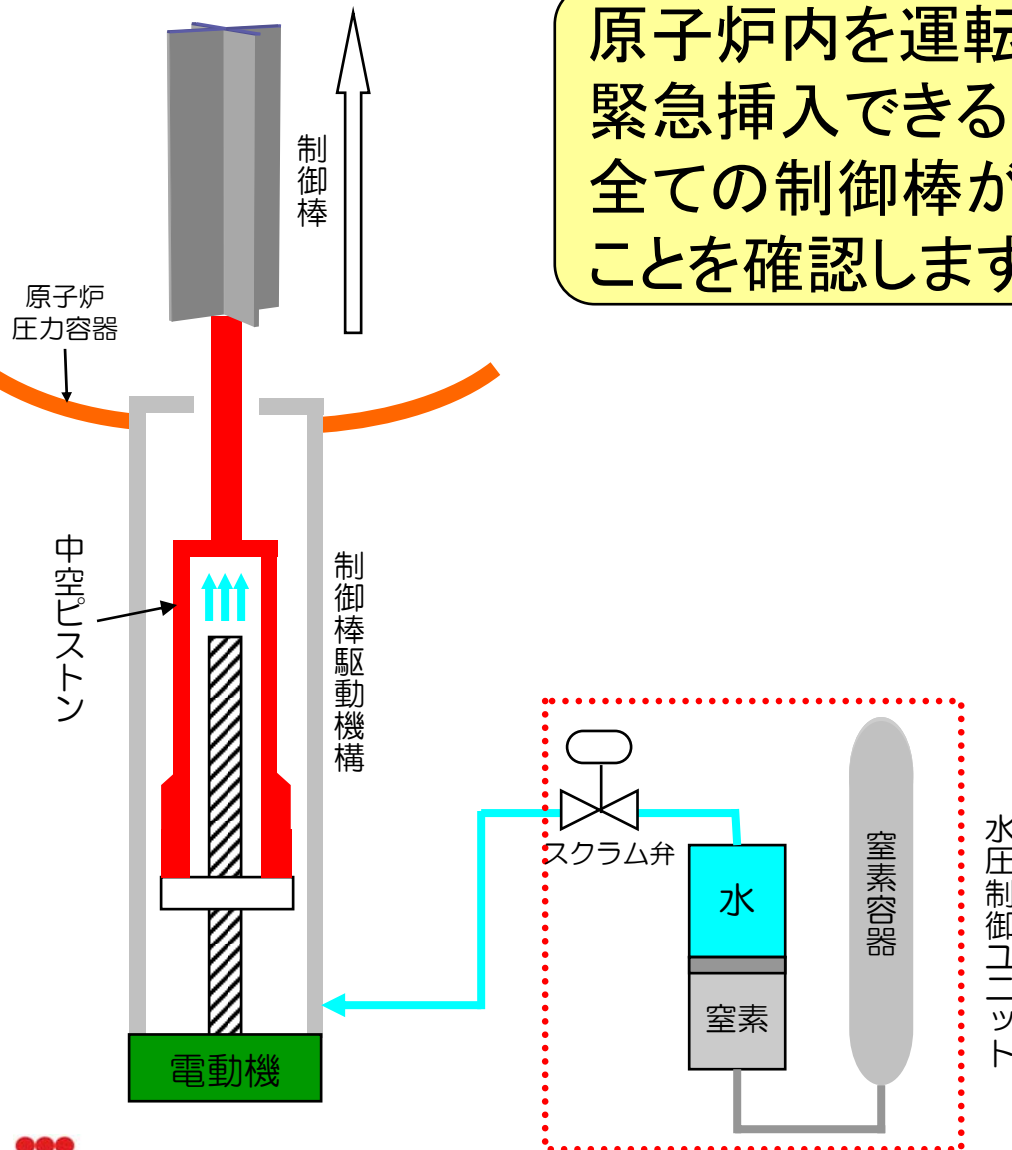 原子炉内を運転
緊急挿入できる
全ての制御棒が
ことを確認します
制御棒
原子炉
圧力容器
中空ピストン
制御棒駆動機構
スクラム弁
水
窒素
窒素容器
水圧制御ユニット
電動機